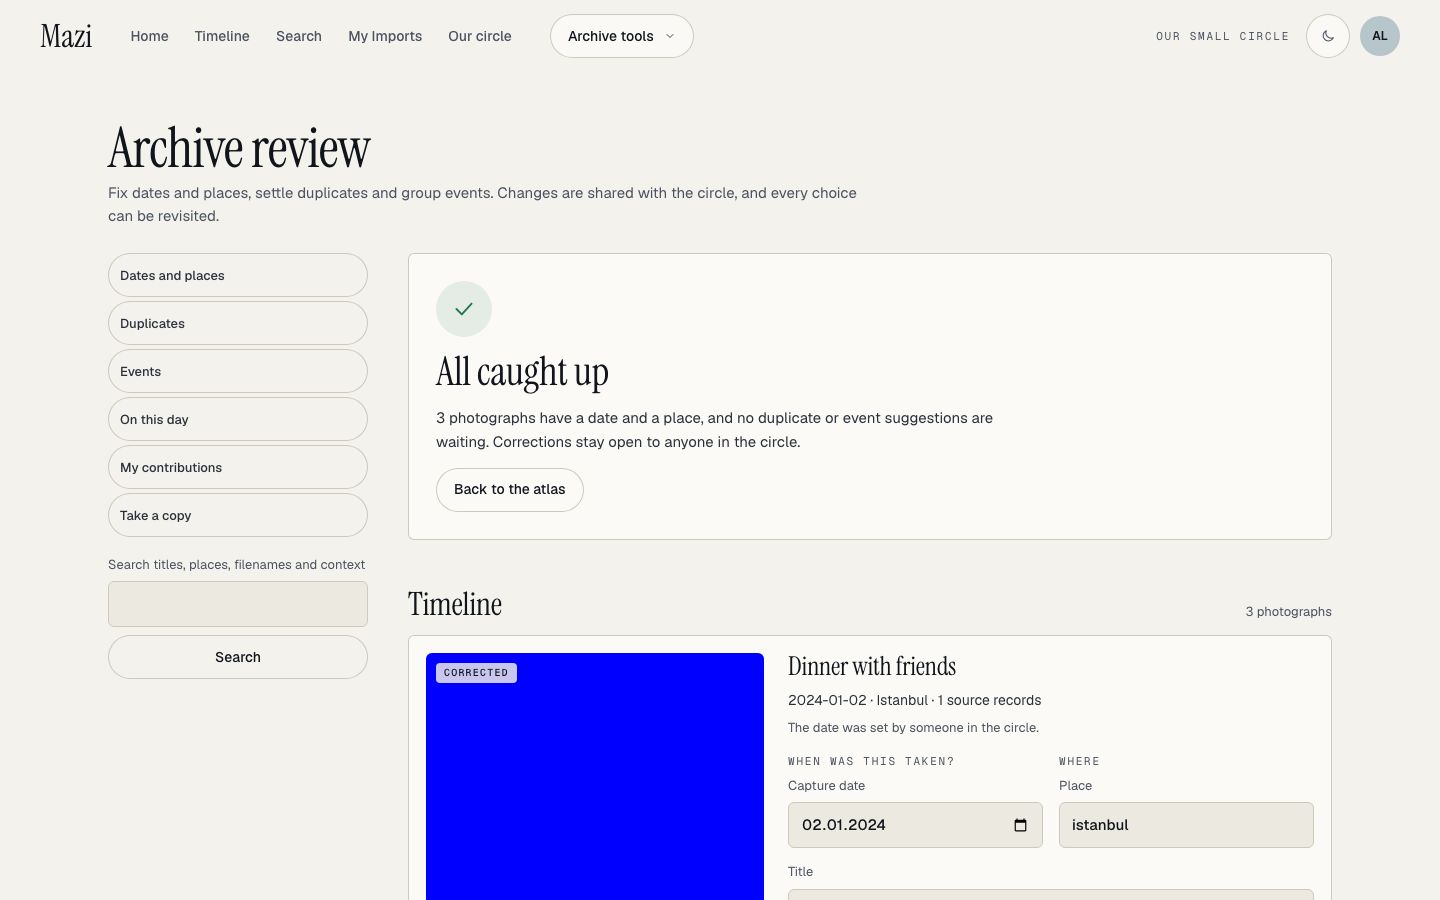 Mazi
Home
Timeline
Search
My Imports
Our circle
Archive tools
OUR SMALL CIRCLE
AL
Archive review
Fix dates and places, settle duplicates and group events. Changes are shared with the circle, and every choice
can be revisited.
Dates and places
Duplicates
Events
On this day
My contributions
Take a copy
Search titles, places, filenames and context
Search
All caught up
3 photographs have a date and a place, and no duplicate or event suggestions are
waiting. Corrections stay open to anyone in the circle.
Back to the atlas
Timeline
3 photographs
CORRECTED
Dinner with friends
2024-01-02 · Istanbul · 1 source records
The date was set by someone in the circle.
WHEN WAS THIS TAKEN?
Capture date
02.01.2024
WHERE
Place
istanbul
Title